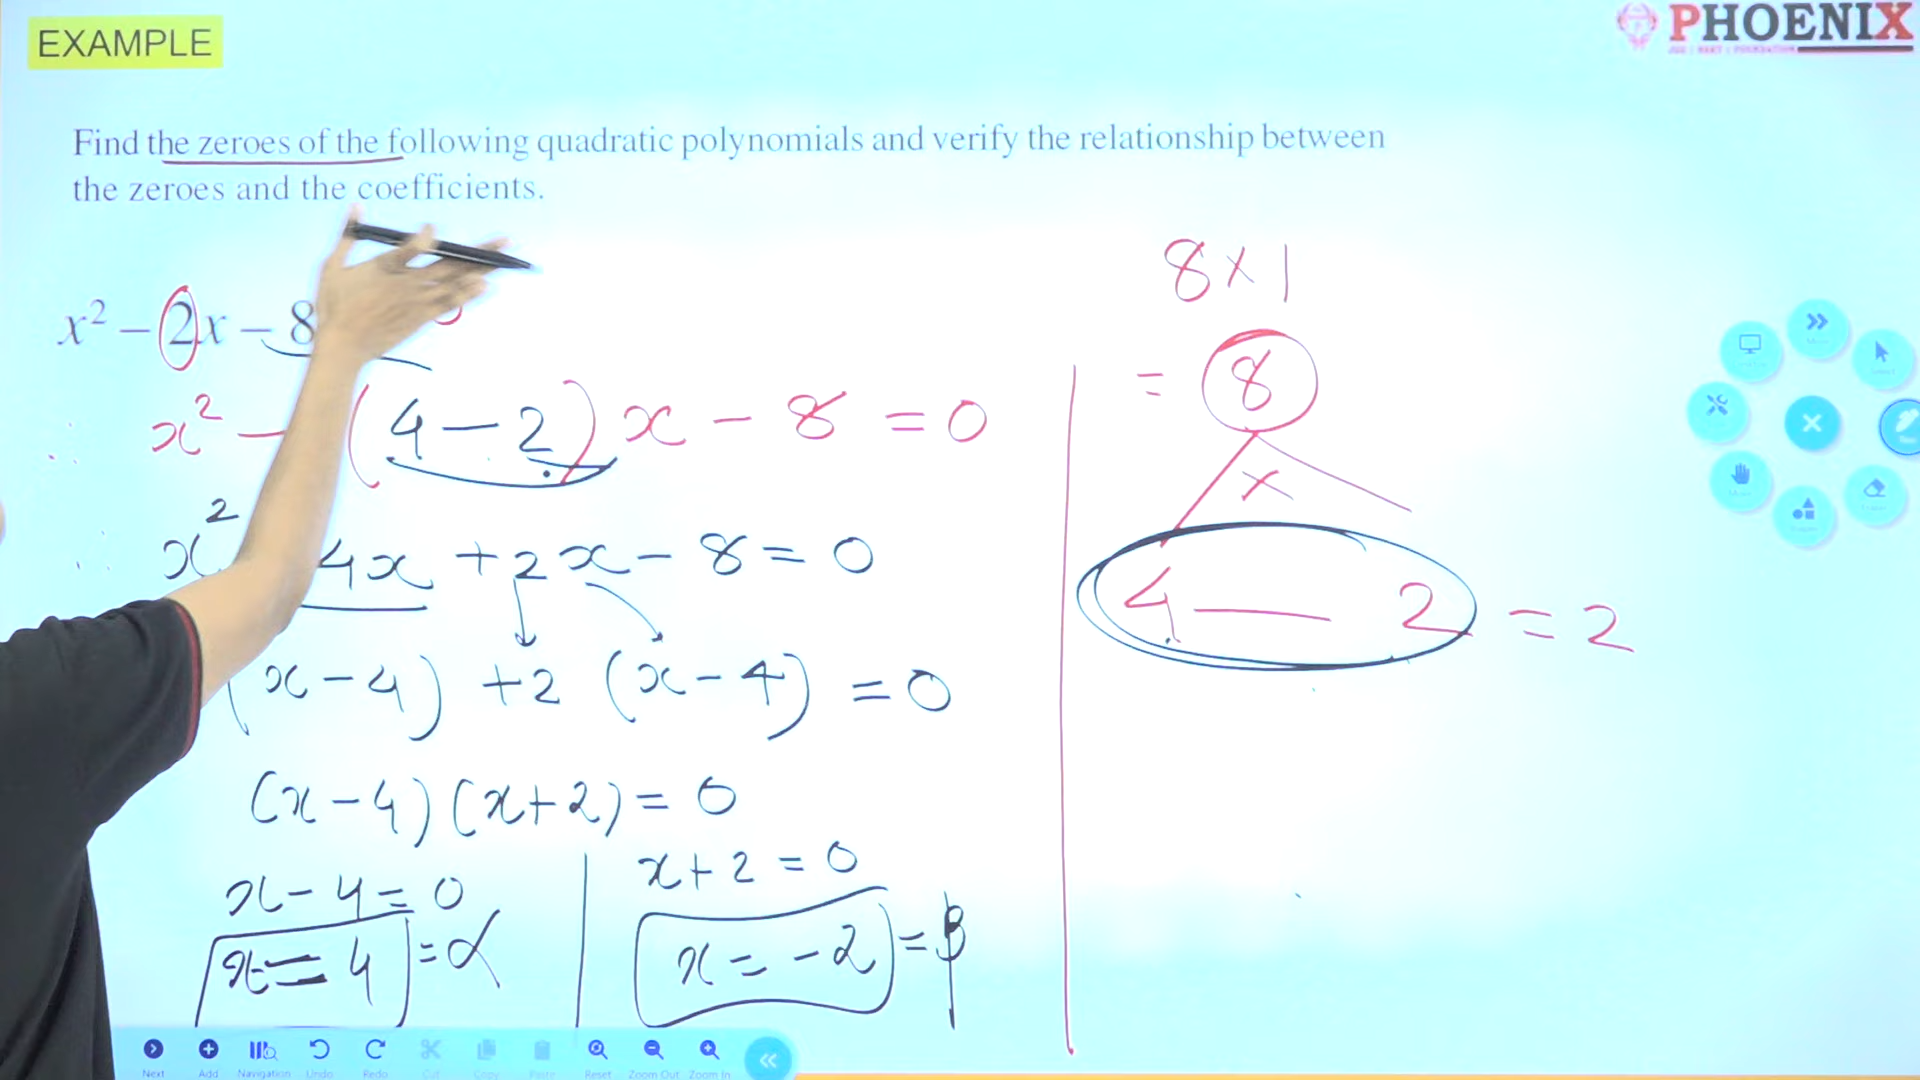 EXAMPLE
PHOENIX
Find the zeroes of the following quadratic polynomials and verify the relationship between
the zeroes and the coefficients.
x² – 2x – 8
∴ x² – (4 – 2) x – 8 = 0
∴ x² 4x + 2x – 8 = 0
(x – 4) + 2 (x – 4) = 0
(x – 4) (x + 2) = 0
x – 4 = 0
x = 4 = α
x + 2 = 0
x = – 2 = β
8 × 1
= 8
×
4 — 2 = 2
Next Add Navigation Undo Redo Cut Copy Paste Reset Zoom Out Zoom In